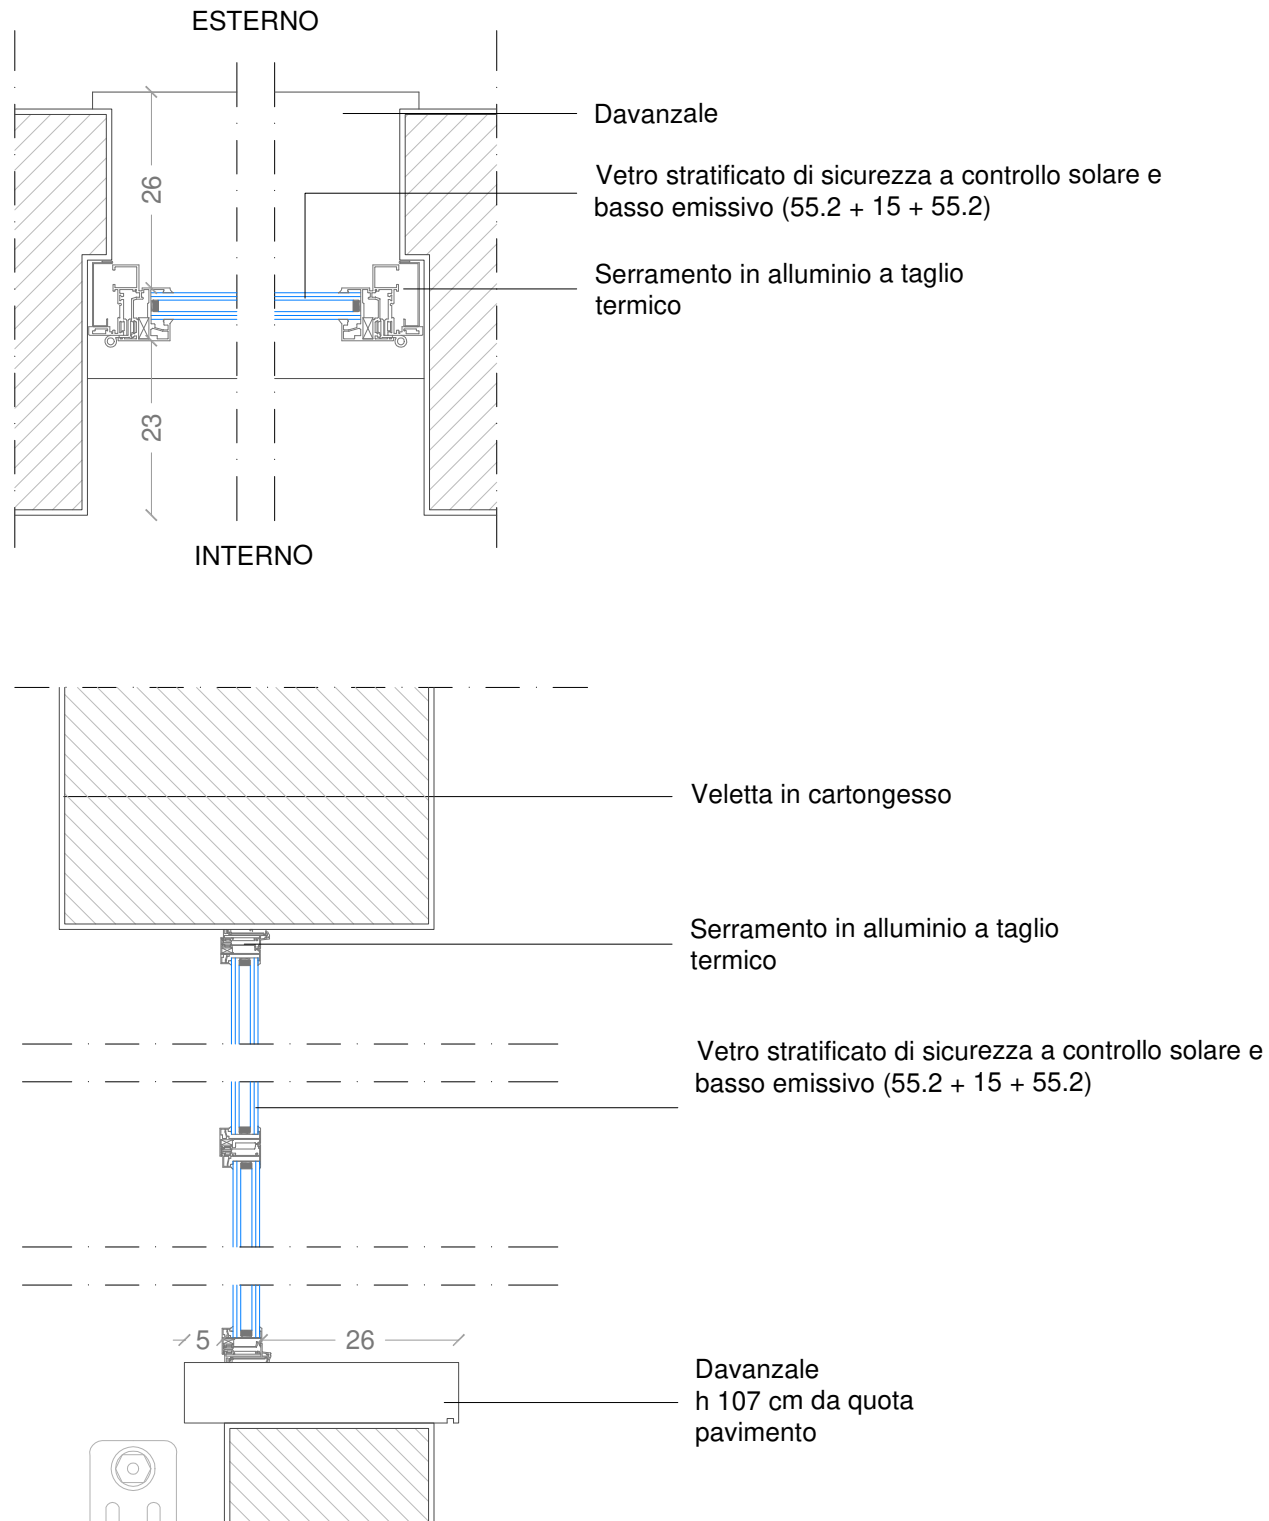 ESTERNO
Davanzale
Vetro stratificato di sicurezza a controllo solare e
basso emissivo (55.2 + 15 + 55.2)
26
Serramento in alluminio a taglio
termico
23
INTERNO
Veletta in cartongesso
Serramento in alluminio a taglio
termico
Vetro stratificato di sicurezza a controllo solare e
basso emissivo (55.2 + 15 + 55.2)
5
26
Davanzale
h 107 cm da quota
pavimento